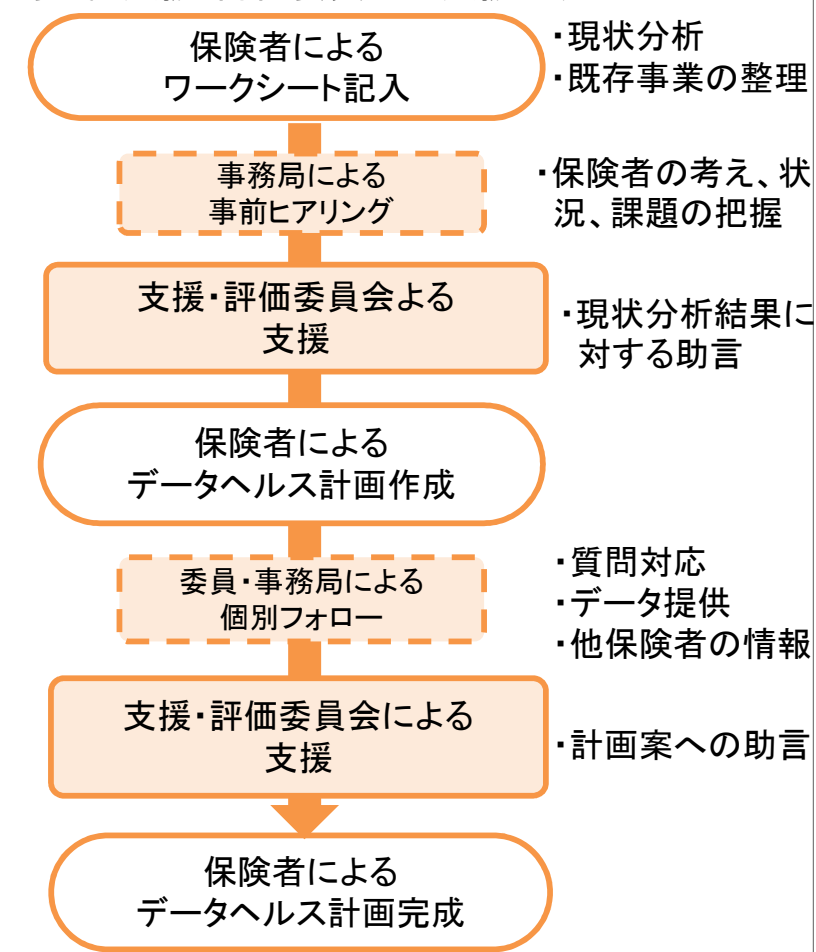 保険者による
ワークシート記入
・現状分析
・既存事業の整理
事務局による
事前ヒアリング
・保険者の考え、状
況、課題の把握
支援・評価委員会よる
支援
・現状分析結果に
対する助言
保険者による
データヘルス計画作成
委員・事務局による
個別フォロー
・質問対応
・データ提供
・他保険者の情報
支援・評価委員会による
支援
・計画案への助言
保険者による
データヘルス計画完成